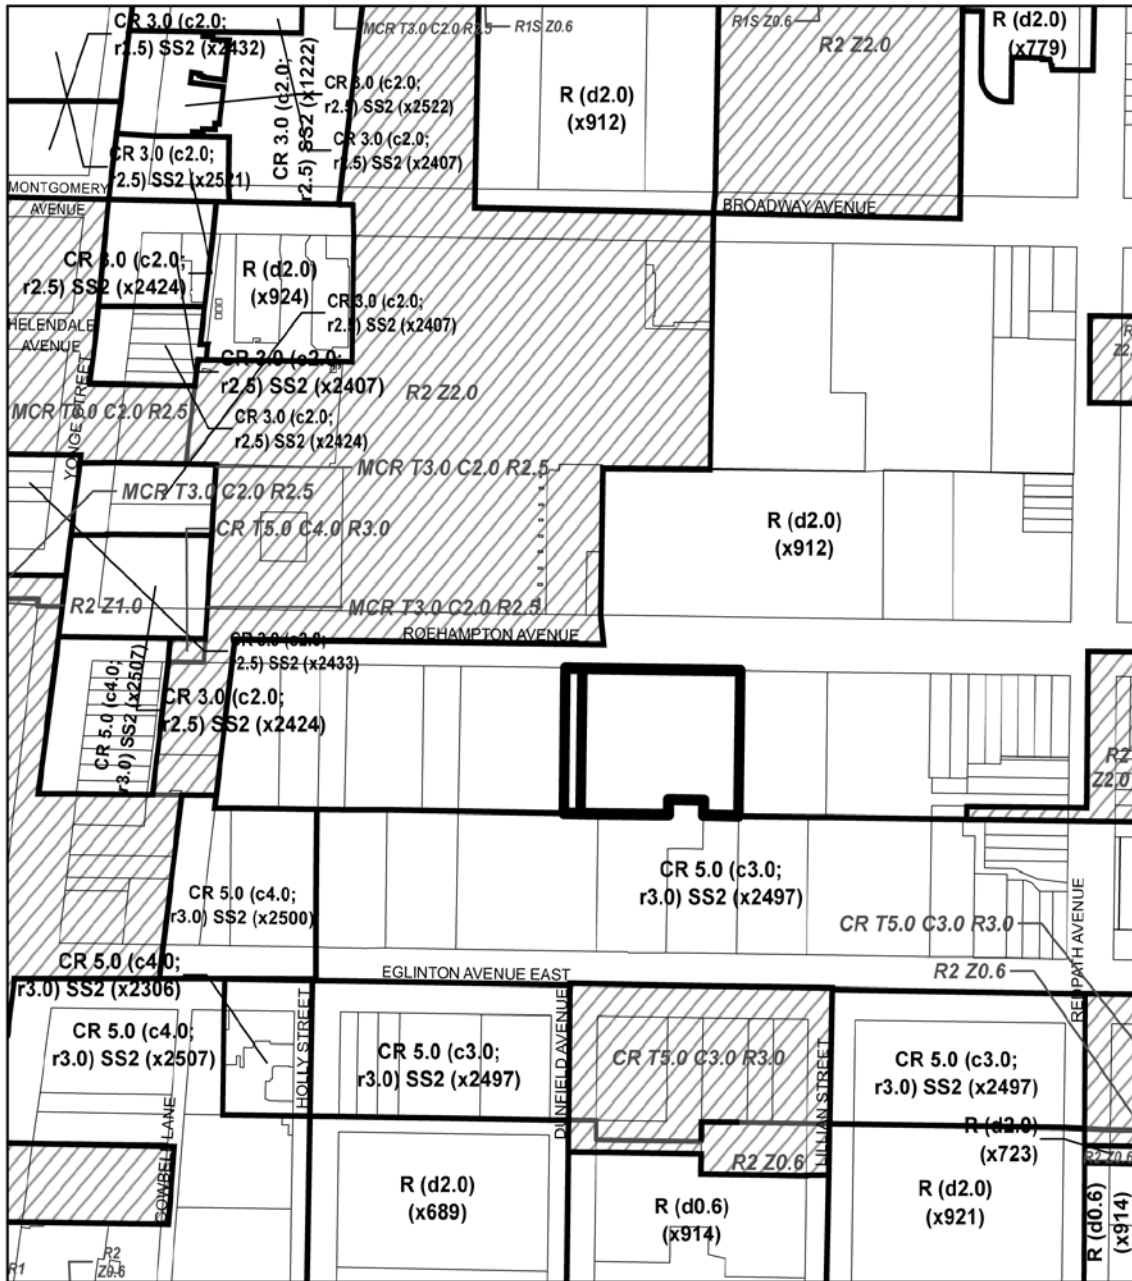 CR 3.0 (c2.0;
r2.5) SS2 (x2432)
MCR T3.0 C2.0 R2.5
R1S Z0.6
R1S Z0.6
R2 Z2.0
R (d2.0)
(x779)
CR 3.0 (c2.0;
r2.5) SS2 (x1222)
CR 3.0 (c2.0;
r2.5) SS2 (x2522)
R (d2.0)
(x912)
CR 3.0 (c2.0;
r2.5) SS2 (x2407)
CR 3.0 (c2.0;
r2.5) SS2 (x2521)
MONTGOMERY
AVENUE
BROADWAY AVENUE
CR 3.0 (c2.0;
r2.5) SS2 (x2424)
R (d2.0)
(x924)
CR 3.0 (c2.0;
r2.5) SS2 (x2407)
HELENDALE
AVENUE
YONGE STREET
CR 3.0 (c2.0;
r2.5) SS2 (x2407)
R2 Z2.0
MCR T3.0 C2.0 R2.5
CR 3.0 (c2.0;
r2.5) SS2 (x2424)
MCR T3.0 C2.0 R2.5
MCR T3.0 C2.0 R2.5
CR T5.0 C4.0 R3.0
R (d2.0)
(x912)
R2 Z1.0
MCR T3.0 C2.0 R2.5
ROEHAMPTON AVENUE
CR 3.0 (c2.0;
r2.5) SS2 (x2433)
CR 5.0 (c4.0;
r3.0) SS2 (x2507)
CR 3.0 (c2.0;
r2.5) SS2 (x2424)
R2
Z2.0
CR 5.0 (c4.0;
r3.0) SS2 (x2500)
CR 5.0 (c3.0;
r3.0) SS2 (x2497)
CR T5.0 C3.0 R3.0
REDPATH AVENUE
CR 5.0 (c4.0;
r3.0) SS2 (x2306)
EGLINTON AVENUE EAST
R2 Z0.6
CR 5.0 (c4.0;
r3.0) SS2 (x2507)
HOLLY STREET
CR 5.0 (c3.0;
r3.0) SS2 (x2497)
DUNFIELD AVENUE
CR T5.0 C3.0 R3.0
LILLIAN STREET
CR 5.0 (c3.0;
r3.0) SS2 (x2497)
COWBELL LANE
R (d2.0)
(x723)
R2 Z0.6
R2 Z0.6
R (d2.0)
(x689)
R (d0.6)
(x914)
R (d2.0)
(x921)
R (d0.6)
(x914)
R1
R2
Z0.6